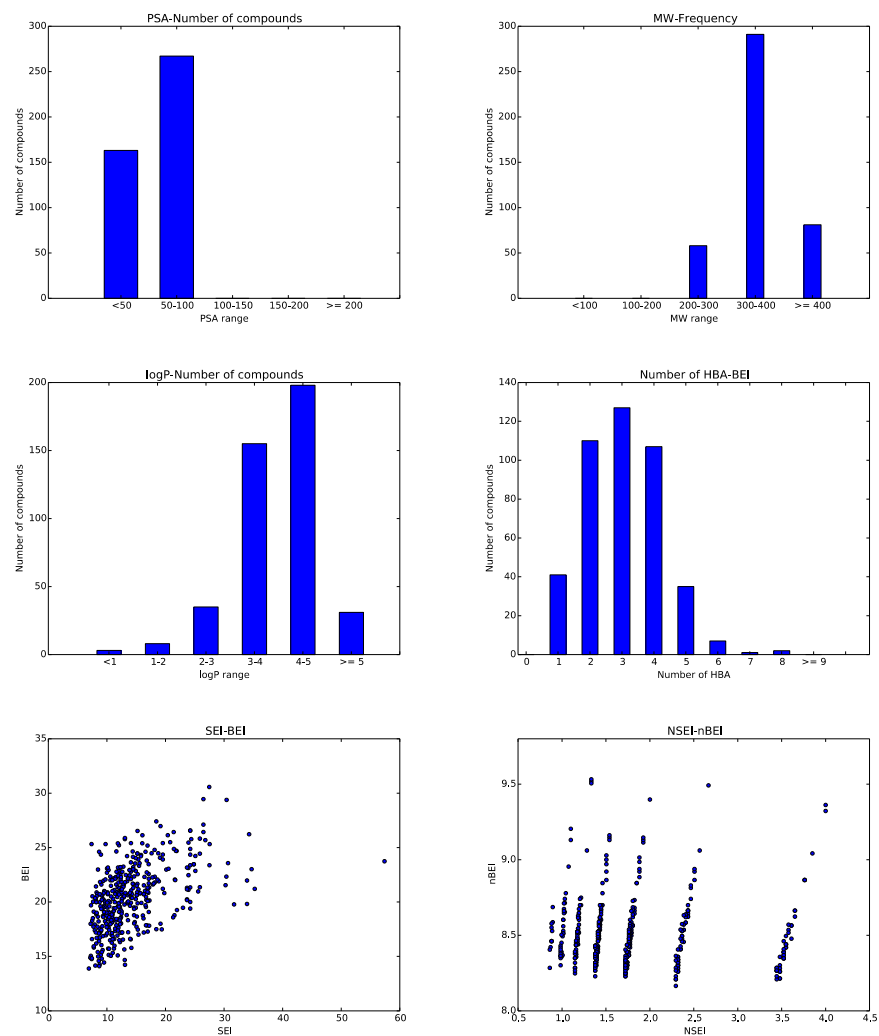 PSA-Number of compounds
300
250
200
150
100
50
0
Number of compounds
<50 50-100 100-150 150-200 >= 200
PSA range
MW-Frequency
300
250
200
150
100
50
0
Number of compounds
<100 100-200 200-300 300-400 >= 400
MW range
logP-Number of compounds
200
150
100
50
0
Number of compounds
<1 1-2 2-3 3-4 4-5 >= 5
logP range
Number of HBA-BEI
140
120
100
80
60
40
20
0
Number of compounds
0 1 2 3 4 5 6 7 8 >= 9
Number of HBA
SEI-BEI
35
30
25
20
15
10
BEI
0 10 20 30 40 50 60
SEI
NSEI-nBEI
9.5
9.0
8.5
8.0
nBEI
0.5 1.0 1.5 2.0 2.5 3.0 3.5 4.0 4.5
NSEI